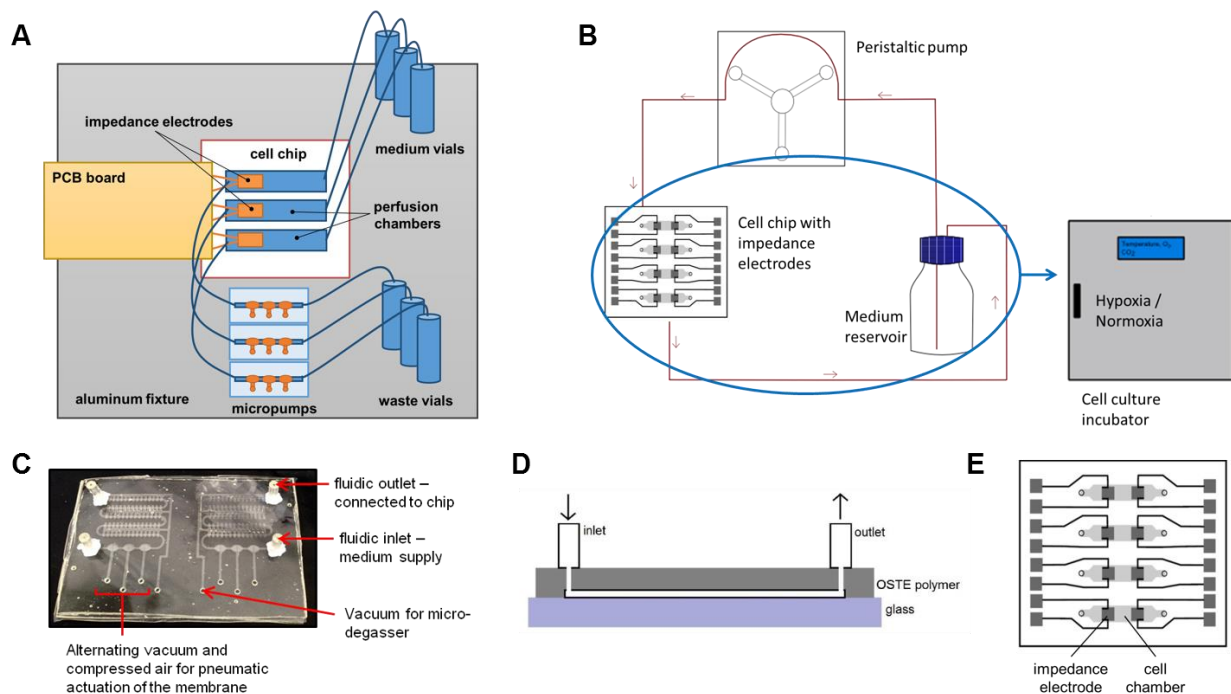 A
impedance electrodes
cell chip
medium vials
PCB board
perfusion
chambers
aluminum fixture
micropumps
waste vials
B
Peristaltic pump
Cell chip with
impedance
electrodes
Medium
reservoir
Temperature, O2
CO2
Hypoxia /
Normoxia
Cell culture
incubator
C
fluidic outlet –
connected to chip
fluidic inlet –
medium supply
Vacuum for micro-
degasser
Alternating vacuum and
compressed air for pneumatic
actuation of the membrane
D
inlet
outlet
OSTE polymer
glass
E
impedance
electrode
cell
chamber